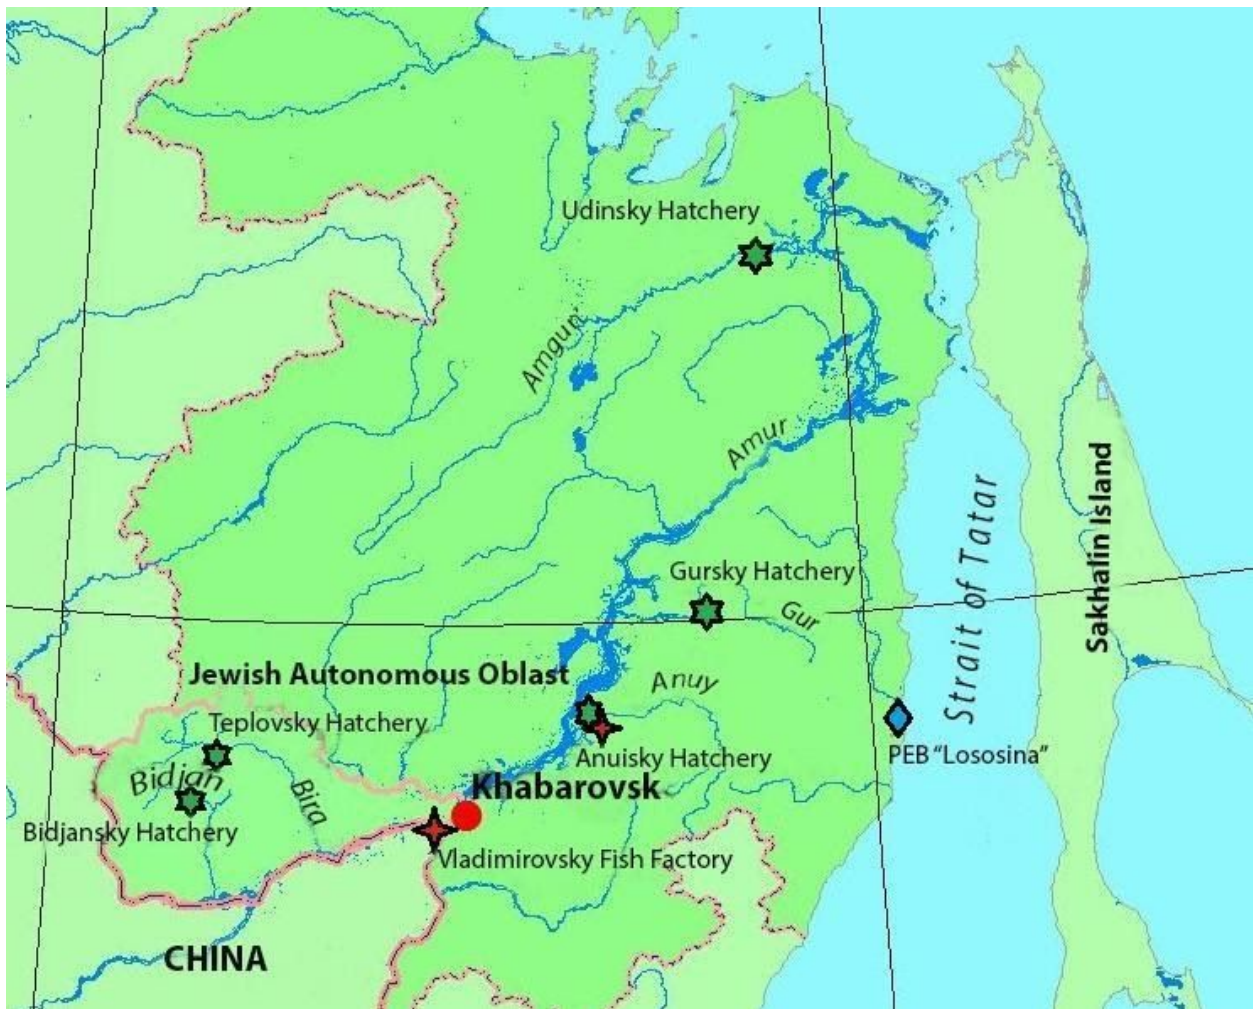 Udinsky Hatchery
Amgun'
Amur
Sakhalin Island
Strait of Tatar
Gursky Hatchery
Gur
Jewish Autonomous Oblast
Anuy
Teplovsky Hatchery
Anuisky Hatchery
PEB "Lososina"
Bidjan
Bira
Khabarovsk
Bidjansky Hatchery
Vladimirovsky Fish Factory
CHINA